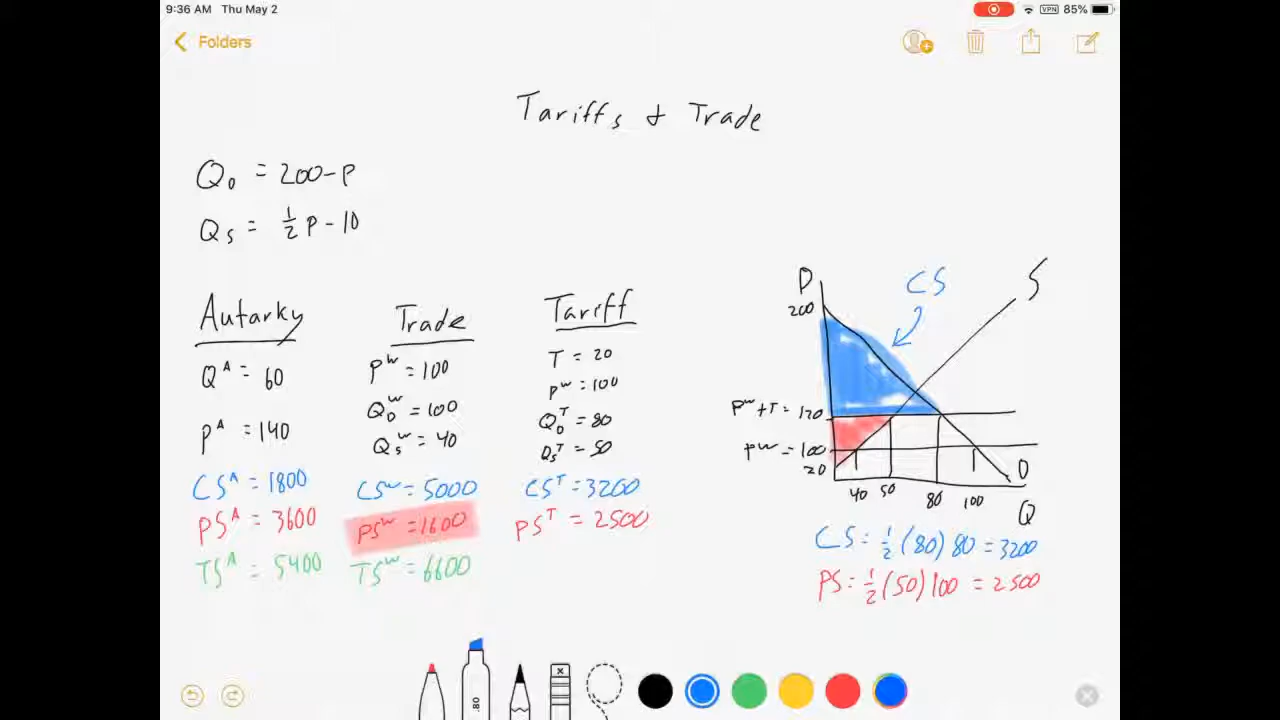 9:36 AM Thu May 2
VPN 85%
Folders
Tariffs & Trade
Q_D = 200-P
Q_S = 1/2 P - 10
Autarky
Q^A = 60
P^A = 140
CS^A = 1800
PS^A = 3600
TS^A = 5400
Trade
P^W = 100
Q_D^W = 100
Q_S^W = 40
CS^W = 5000
PS^W = 1600
TS^W = 6600
Tariff
T = 20
P^W = 100
Q_D^T = 80
Q_S^T = 50
CS^T = 3200
PS^T = 2500
P
200
CS
S
P^W + T = 120
P^W = 100
20
D
40 50 80 100
Q
CS = 1/2 (80) 80 = 3200
PS = 1/2 (50) 100 = 2500
.80